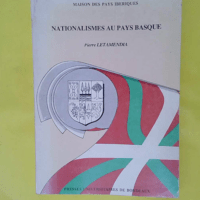 MAISON DES PAYS IBERIQUES
NATIONALISMES AU PAYS BASQUE
Pierre LETAMENDIA
PRESSES UNIVERSITAIRES DE BORDEAUX